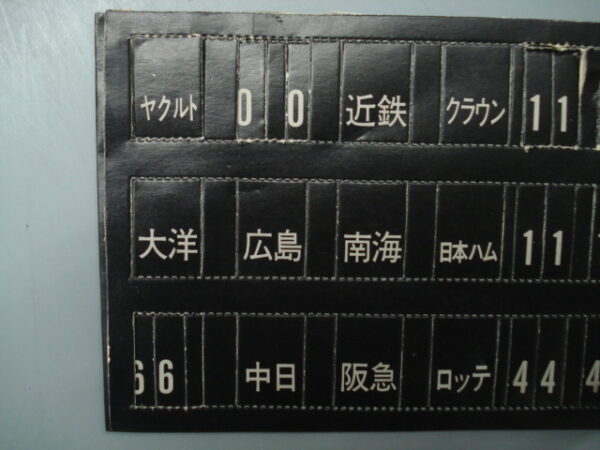 ヤクルト 0 0 近鉄 クラウン 1 1
大洋 広島 南海 日本ハム 1 1
6 6 中日 阪急 ロッテ 4 4 4